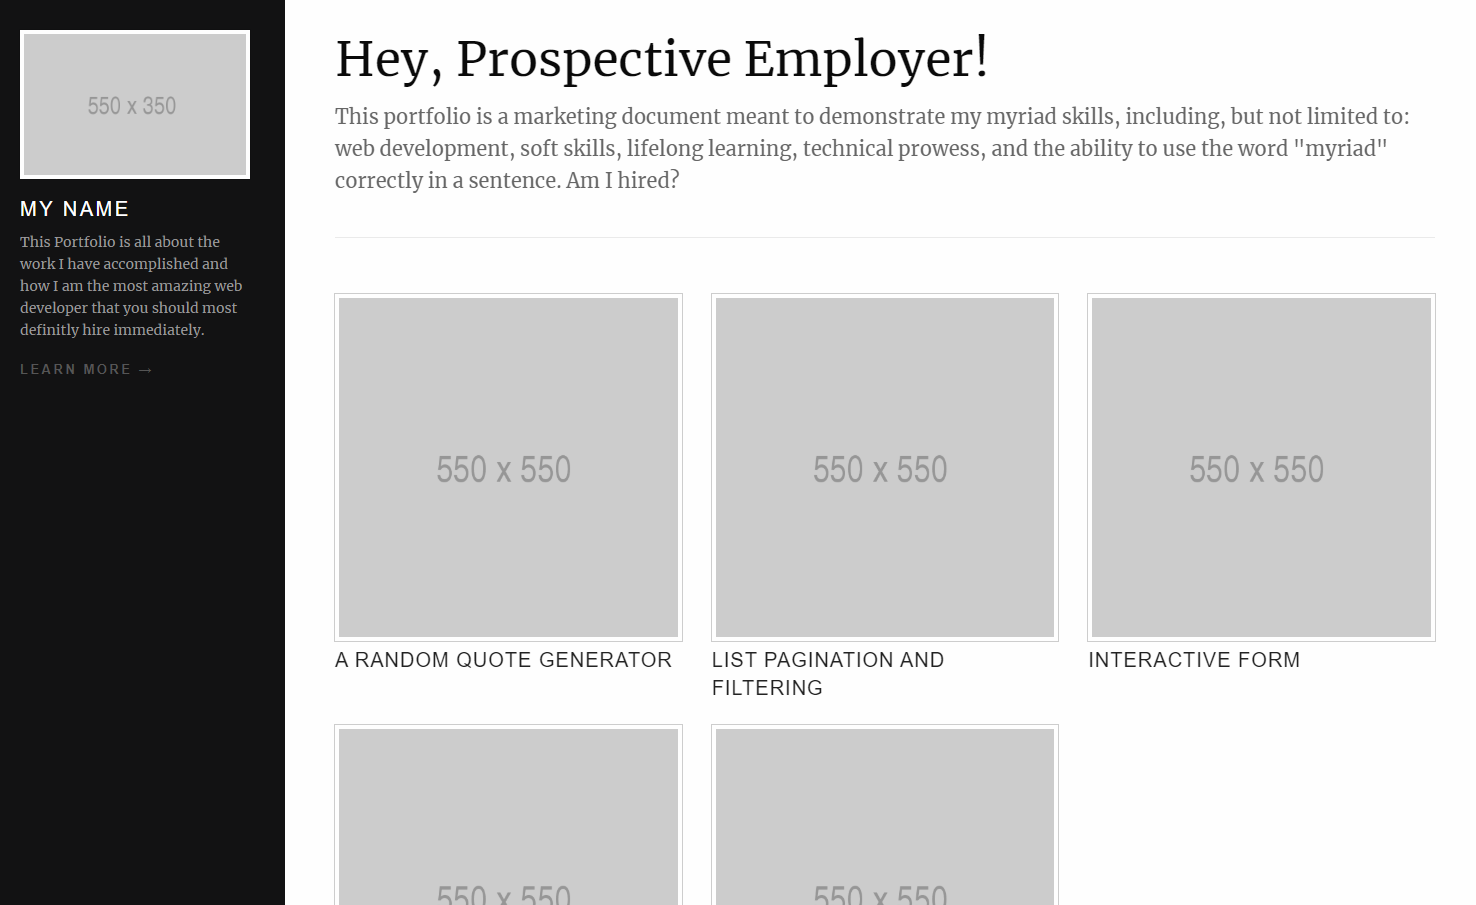 550 x 350
MY NAME
This Portfolio is all about the
work I have accomplished and
how I am the most amazing web
developer that you should most
definitly hire immediately.
LEARN MORE →
Hey, Prospective Employer!
This portfolio is a marketing document meant to demonstrate my myriad skills, including, but not limited to:
web development, soft skills, lifelong learning, technical prowess, and the ability to use the word "myriad"
correctly in a sentence. Am I hired?
550 x 550
550 x 550
550 x 550
A RANDOM QUOTE GENERATOR
LIST PAGINATION AND
FILTERING
INTERACTIVE FORM
550 x 550
550 x 550